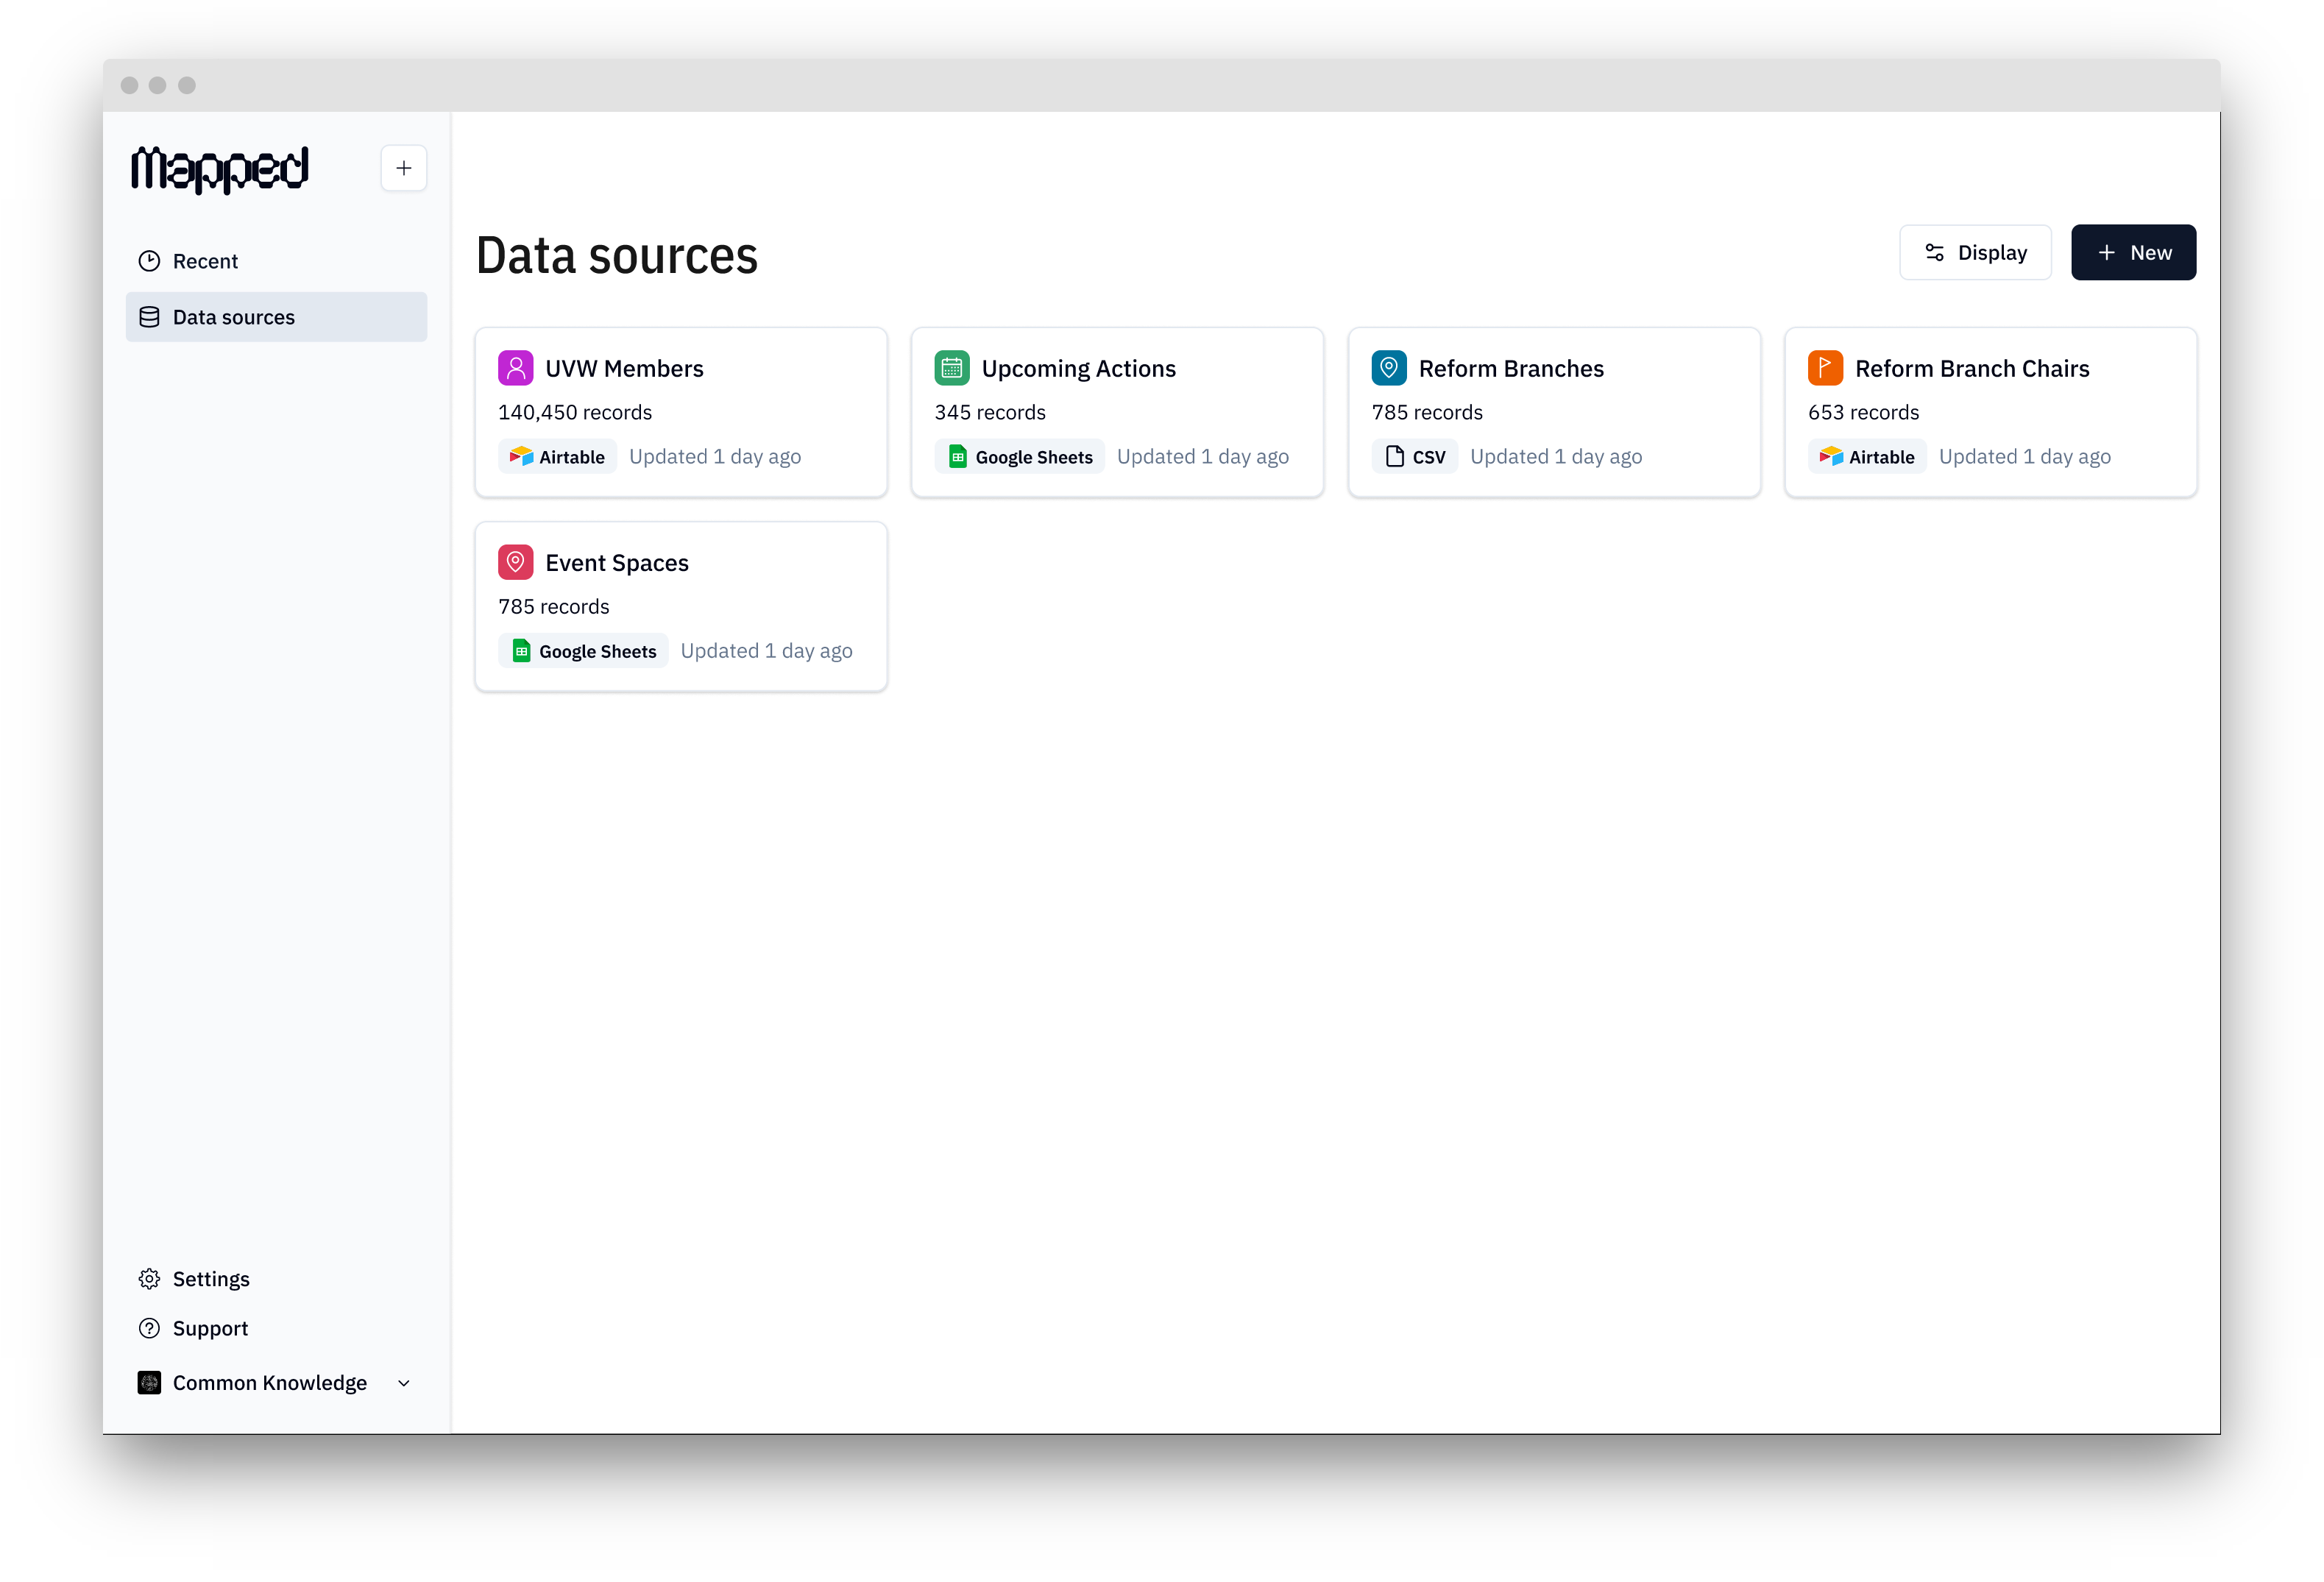 Mapped
Recent
Data sources
Data sources
Display
New
UVW Members
140,450 records
Airtable Updated 1 day ago
Upcoming Actions
345 records
Google Sheets Updated 1 day ago
Reform Branches
785 records
CSV Updated 1 day ago
Reform Branch Chairs
653 records
Airtable Updated 1 day ago
Event Spaces
785 records
Google Sheets Updated 1 day ago
Settings
Support
Common Knowledge